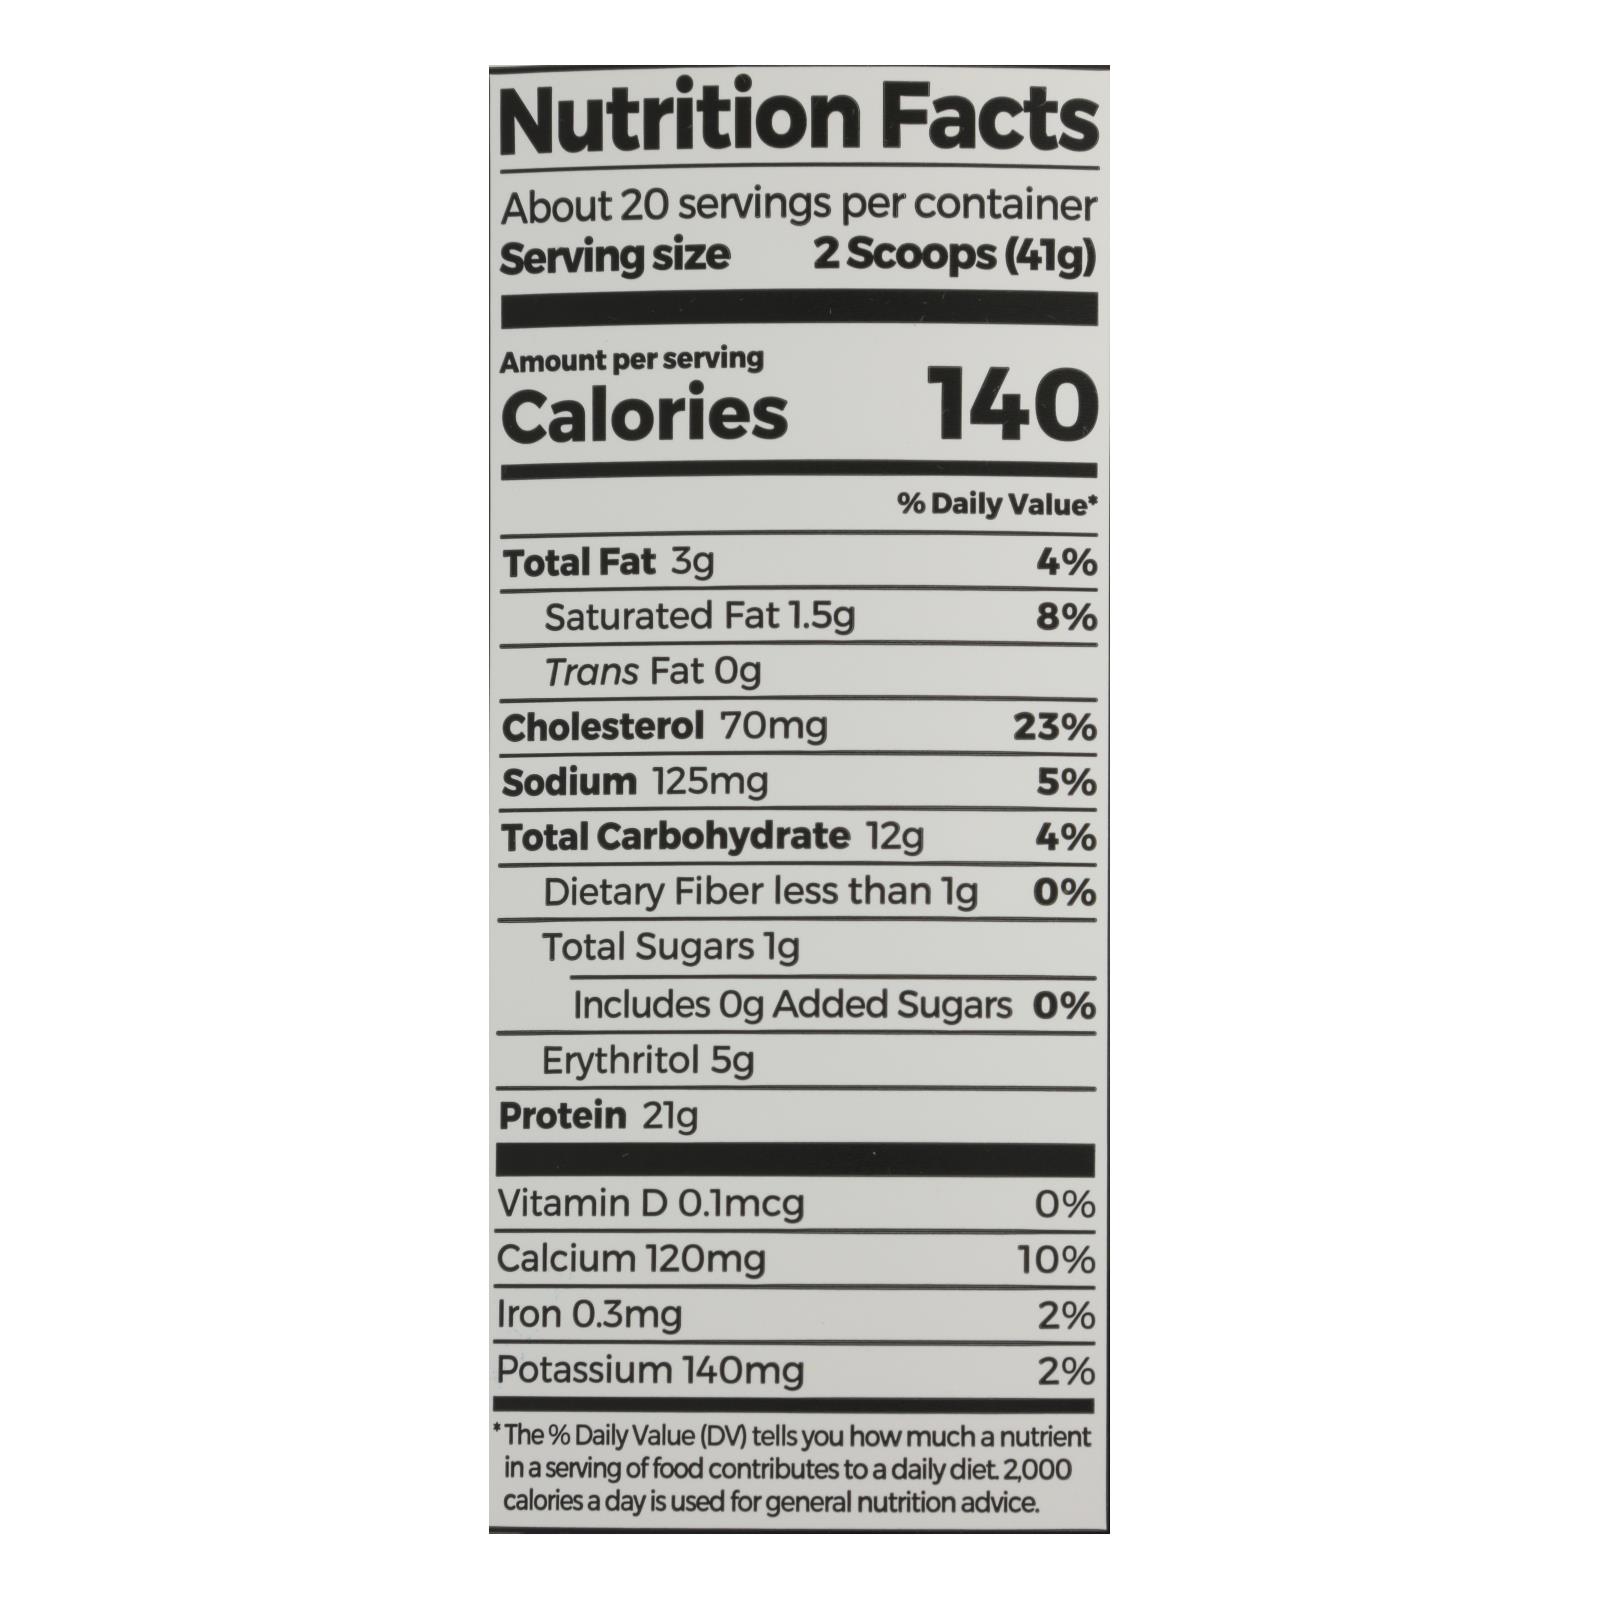 Nutrition Facts
About 20 servings per container
Serving size 2 Scoops (41g)
Amount per serving
Calories 140
% Daily Value*
Total Fat 3g 4%
Saturated Fat 1.5g 8%
Trans Fat 0g
Cholesterol 70mg 23%
Sodium 125mg 5%
Total Carbohydrate 12g 4%
Dietary Fiber less than 1g 0%
Total Sugars 1g
Includes 0g Added Sugars 0%
Erythritol 5g
Protein 21g
Vitamin D 0.1mcg 0%
Calcium 120mg 10%
Iron 0.3mg 2%
Potassium 140mg 2%
*The % Daily Value (DV) tells you how much a nutrient
in a serving of food contributes to a daily diet. 2,000
calories a day is used for general nutrition advice.